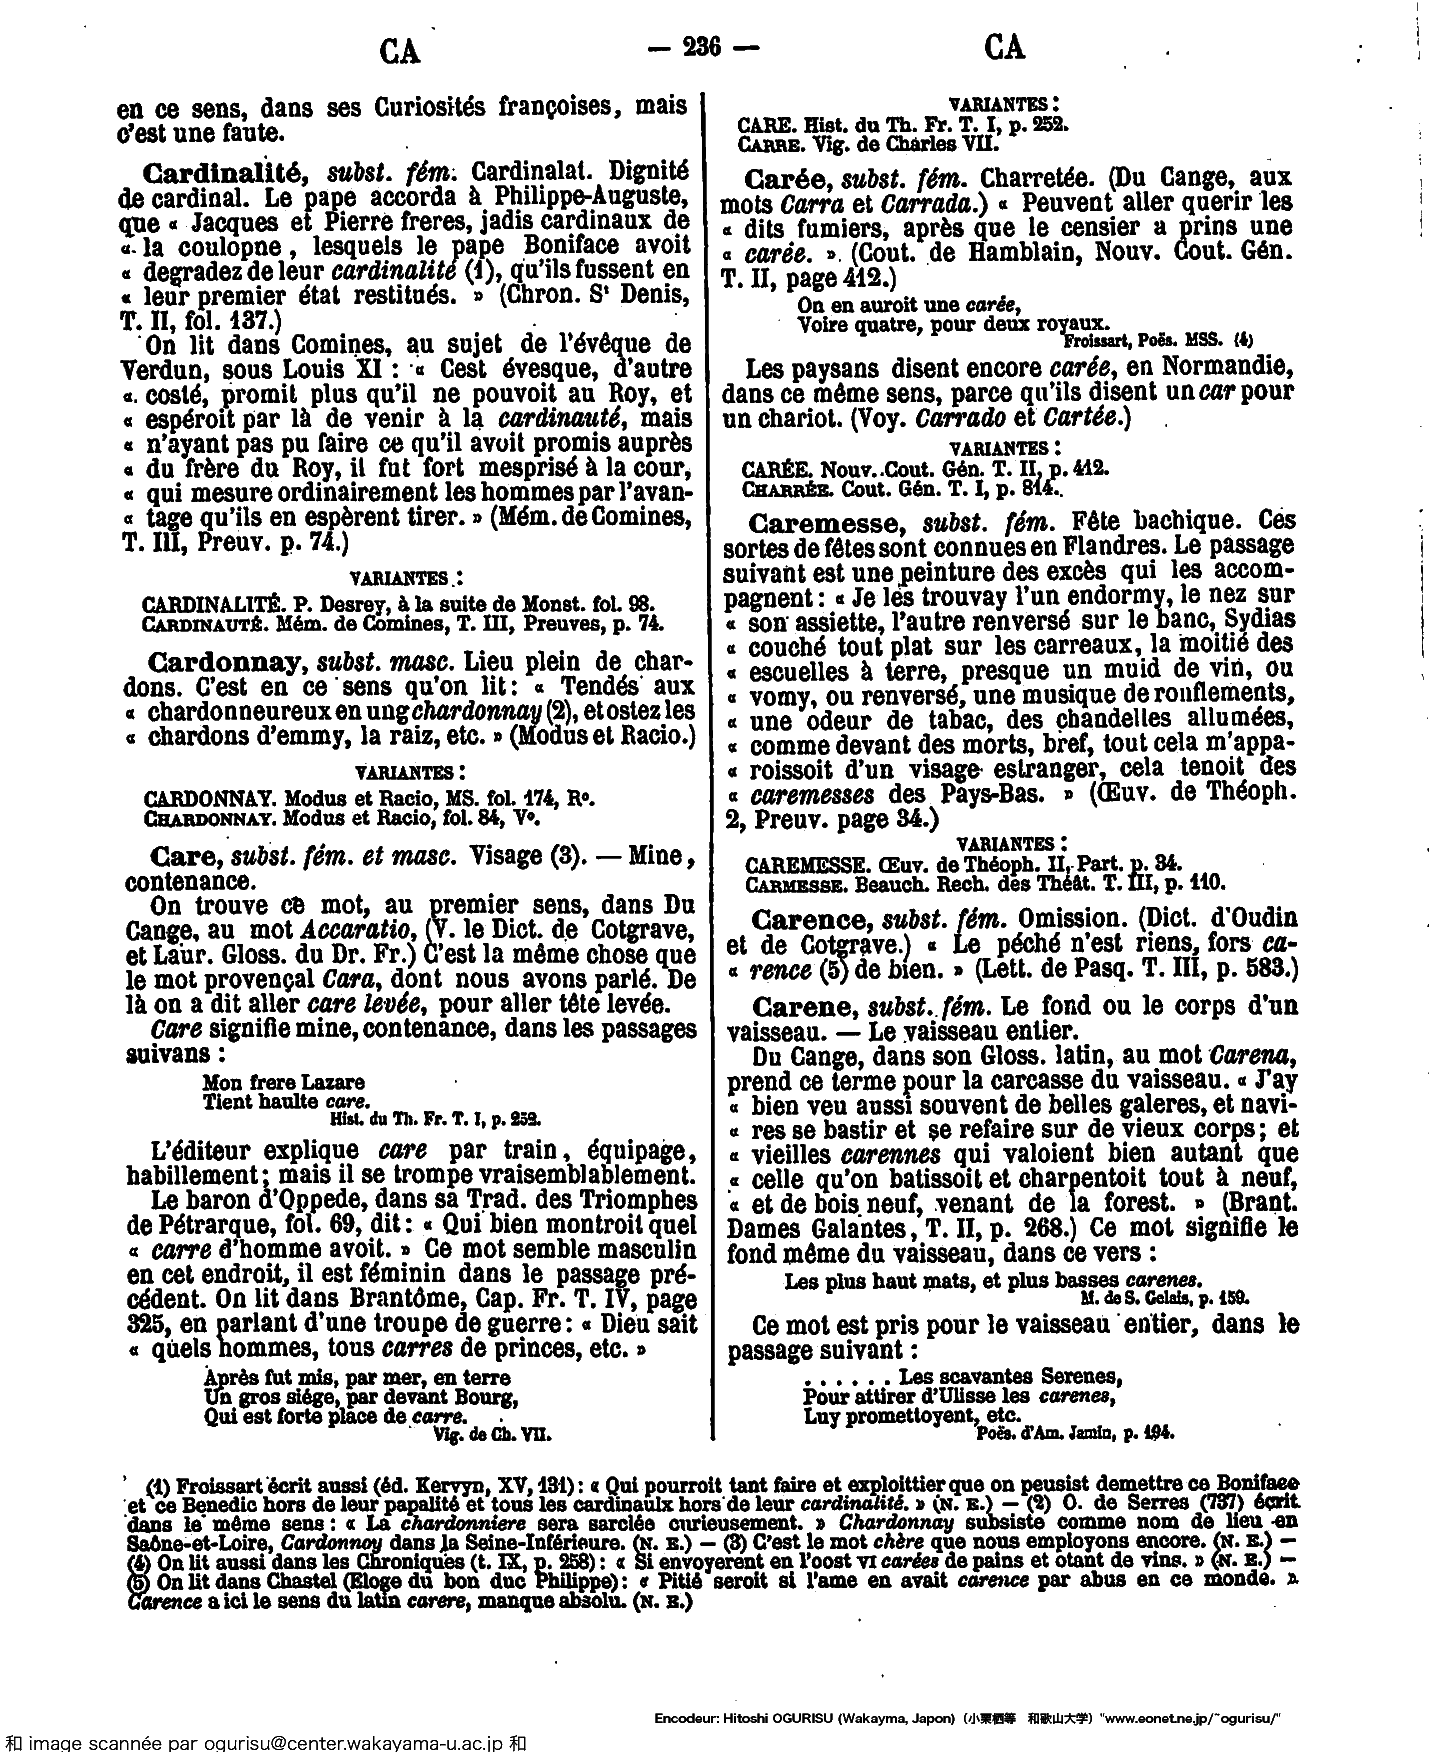 CA — 236 — CA
en ce sens, dans ses Curiosités françoises, mais
c'est une faute.
Cardinalité, subst. fém. Cardinalat. Dignité
de cardinal. Le pape accorda à Philippe-Auguste,
que « Jacques et Pierre freres, jadis cardinaux de
« la coulopne, lesquels le pape Boniface avoit
« degradez de leur cardinalité (1), qu'ils fussent en
« leur premier état restitués. » (Chron. St Denis,
T. II, fol. 137.)
On lit dans Comines, au sujet de l'évêque de
Verdun, sous Louis XI : « Cest évesque, d'autre
« costé, promit plus qu'il ne pouvoit au Roy, et
« espéroit par là de venir à la cardinauté, mais
« n'ayant pas pu faire ce qu'il avoit promis auprès
« du frère du Roy, il fut fort mesprisé à la cour,
« qui mesure ordinairement les hommes par l'avan-
« tage qu'ils en espèrent tirer. » (Mém. de Comines,
T. III, Preuv. p. 74.)
VARIANTES :
CARDINALITÉ. P. Desrey, à la suite de Monst. fol. 98.
CARDINAUTÉ. Mém. de Comines, T. III, Preuves, p. 74.
Cardonnay, subst. masc. Lieu plein de char-
dons. C'est en ce sens qu'on lit : « Tendés aux
« chardonneureux en ung chardonnay (2), et ostez les
« chardons d'emmy, la raiz, etc. » (Modus et Racio.)
VARIANTES :
CARDONNAY. Modus et Racio, MS. fol. 174, Ro.
CHARDONNAY. Modus et Racio, fol. 84, Vo.
Care, subst. fém. et masc. Visage (3). — Mine,
contenance.
On trouve ce mot, au premier sens, dans Du
Cange, au mot Accaratio, (V. le Dict. de Cotgrave,
et Laur. Gloss. du Dr. Fr.) C'est la même chose que
le mot provençal Cara, dont nous avons parlé. De
là on a dit aller care levée, pour aller tête levée.
Care signifie mine, contenance, dans les passages
suivans :
Mon frere Lazare
Tient haulte care.
Hist. du Th. Fr. T. I, p. 252.
L'éditeur explique care par train, équipage,
habillement ; mais il se trompe vraisemblablement.
Le baron d'Oppede, dans sa Trad. des Triomphes
de Pétrarque, fol. 69, dit : « Qui bien montroit quel
« carre d'homme avoit. » Ce mot semble masculin
en cet endroit, il est féminin dans le passage pré-
cédent. On lit dans Brantôme, Cap. Fr. T. IV, page
325, en parlant d'une troupe de guerre : « Dieu sait
« quels hommes, tous carres de princes, etc. »
Après fut mis, par mer, en terre
Un gros siége, par devant Bourg,
Qui est forte place de carre.
Vig. de Ch. VII.
VARIANTES :
CARE. Hist. du Th. Fr. T. I, p. 252.
CARRE. Vig. de Charles VII.
Carée, subst. fém. Charretée. (Du Cange, aux
mots Carra et Carrada.) « Peuvent aller querir les
« dits fumiers, après que le censier a prins une
« carée. » (Cout. de Hamblain, Nouv. Cout. Gén.
T. II, page 412.)
On en auroit une carée,
Voire quatre, pour deux royaux.
Froissart, Poës. MSS. (4)
Les paysans disent encore carée, en Normandie,
dans ce même sens, parce qu'ils disent un car pour
un chariot. (Voy. Carrado et Cartée.)
VARIANTES :
CARÉE. Nouv. Cout. Gén. T. II, p. 412.
CHARRÉE. Cout. Gén. T. I, p. 814.
Caremesse, subst. fém. Fête bachique. Ces
sortes de fêtes sont connues en Flandres. Le passage
suivant est une peinture des excès qui les accom-
pagnent : « Je les trouvay l'un endormy, le nez sur
« son assiette, l'autre renversé sur le banc, Sydias
« couché tout plat sur les carreaux, la moitié des
« escuelles à terre, presque un muid de vin, ou
« vomy, ou renversé, une musique de ronflements,
« une odeur de tabac, des chandelles allumées,
« comme devant des morts, bref, tout cela m'appa-
« roissoit d'un visage estranger, cela tenoit des
« caremesses des Pays-Bas. » (Œuv. de Théoph.
2, Preuv. page 34.)
VARIANTES :
CAREMESSE. Œuv. de Théoph. II, Part. p. 34.
CARMESSE. Beauch. Rech. des Théât. T. III, p. 110.
Carence, subst. fém. Omission. (Dict. d'Oudin
et de Cotgrave.) « Le péché n'est riens, fors ca-
« rence (5) de bien. » (Lett. de Pasq. T. III, p. 583.)
Carene, subst. fém. Le fond ou le corps d'un
vaisseau. — Le vaisseau entier.
Du Cange, dans son Gloss. latin, au mot Carena,
prend ce terme pour la carcasse du vaisseau. « J'ay
« bien veu aussi souvent de belles galeres, et navi-
« res se bastir et se refaire sur de vieux corps ; et
« vieilles carennes qui valoient bien autant que
« celle qu'on batissoit et charpentoit tout à neuf,
« et de bois neuf, venant de la forest. » (Brant.
Dames Galantes, T. II, p. 268.) Ce mot signifie le
fond même du vaisseau, dans ce vers :
Les plus haut mats, et plus basses carenes.
M. de S. Gelais, p. 159.
Ce mot est pris pour le vaisseau entier, dans le
passage suivant :
. . . . . . Les scavantes Serenes,
Pour attirer d'Ulisse les carenes,
Luy promettoyent, etc.
Poës. d'Am. Jamin, p. 194.
(1) Froissart écrit aussi (éd. Kervyn, XV, 131) : « Qui pourroit tant faire et exploittier que on peusist demettre ce Boniface
et ce Benedic hors de leur papalité et tous les cardinaulx hors de leur cardinalité. » (N. E.) — (2) O. de Serres (737) écrit
dans le même sens : « La chardonniere sera sarclée curieusement. » Chardonnay subsiste comme nom de lieu en
Saône-et-Loire, Cardonnoy dans la Seine-Inférieure. (N. E.) — (3) C'est le mot chère que nous employons encore. (N. E.) —
(4) On lit aussi dans les Chroniques (t. IX, p. 258) : « Si envoyerent en l'oost VI carées de pains et otant de vins. » (N. E.) —
(5) On lit dans Chastel (Eloge du bon duc Philippe) : « Pitié seroit si l'ame en avait carence par abus en ce monde. »
Carence a ici le sens du latin carere, manque absolu. (N. E.)
Encodeur: Hitoshi OGURISU (Wakayma, Japon) (小栗栖等 和歌山大学) "www.eonet.ne.jp/~ogurisu/"
和 image scannée par ogurisu@center.wakayama-u.ac.jp 和